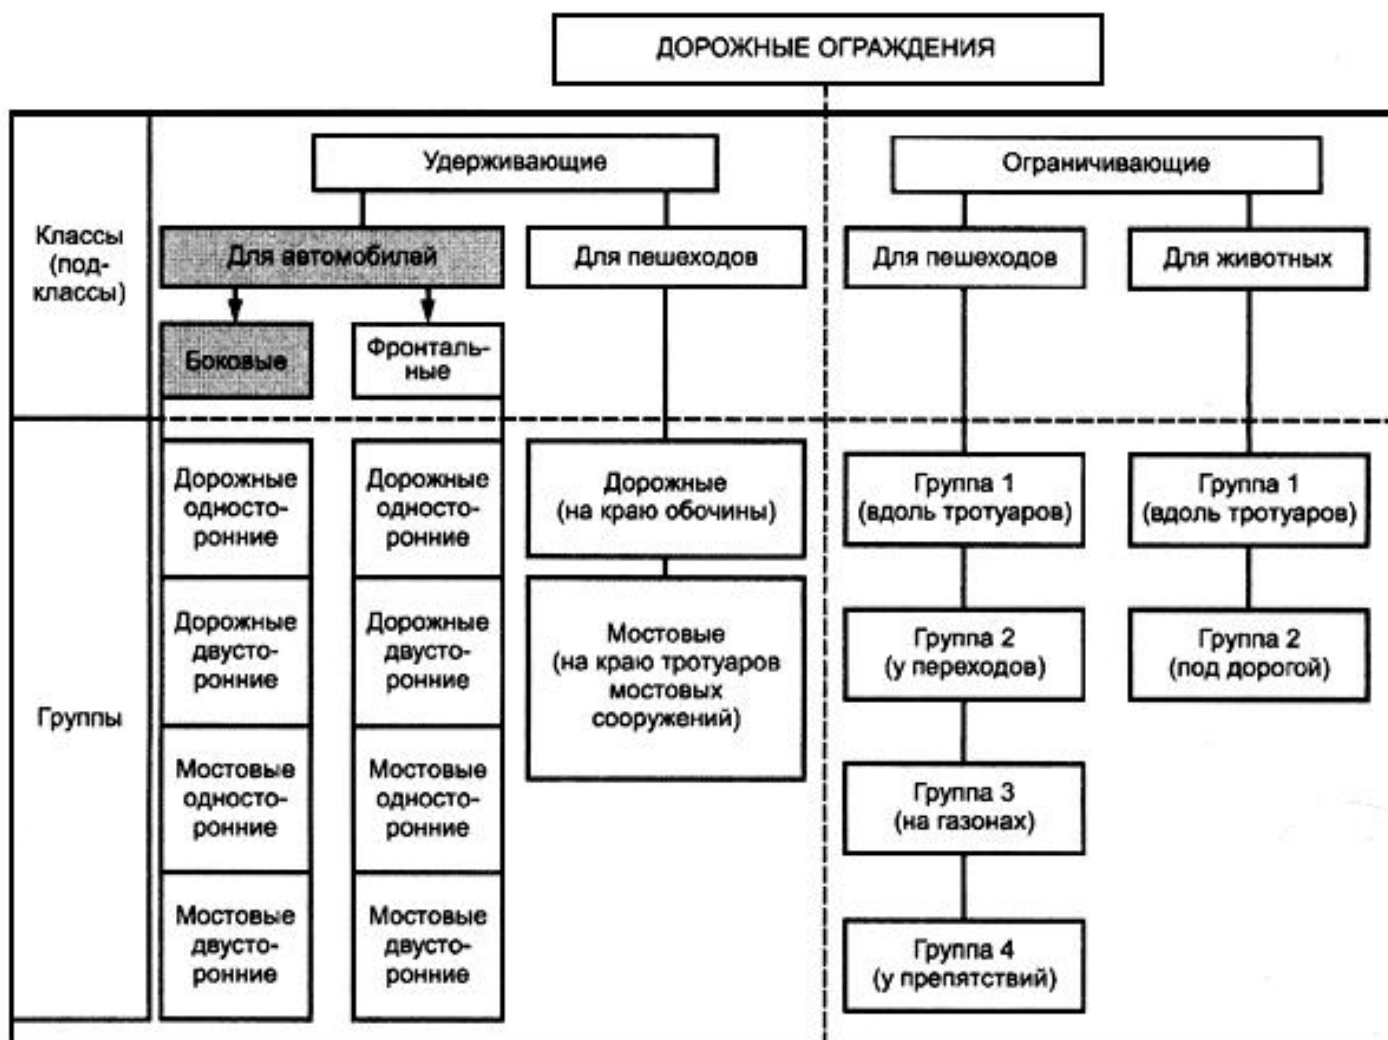 ДОРОЖНЫЕ ОГРАЖДЕНИЯ
Классы
(под-
классы)
Удерживающие
Для автомобилей
Для пешеходов
Боковые
Фронталь-
ные
Ограничивающие
Для пешеходов
Для животных
Группы
Дорожные
односто-
ронние
Дорожные
двусто-
ронние
Мостовые
односто-
ронние
Мостовые
двусто-
ронние
Дорожные
односто-
ронние
Дорожные
двусто-
ронние
Мостовые
односто-
ронние
Мостовые
двусто-
ронние
Дорожные
(на краю обочины)
Мостовые
(на краю тротуаров
мостовых
сооружений)
Группа 1
(вдоль тротуаров)
Группа 2
(у переходов)
Группа 3
(на газонах)
Группа 4
(у препятствий)
Группа 1
(вдоль тротуаров)
Группа 2
(под дорогой)